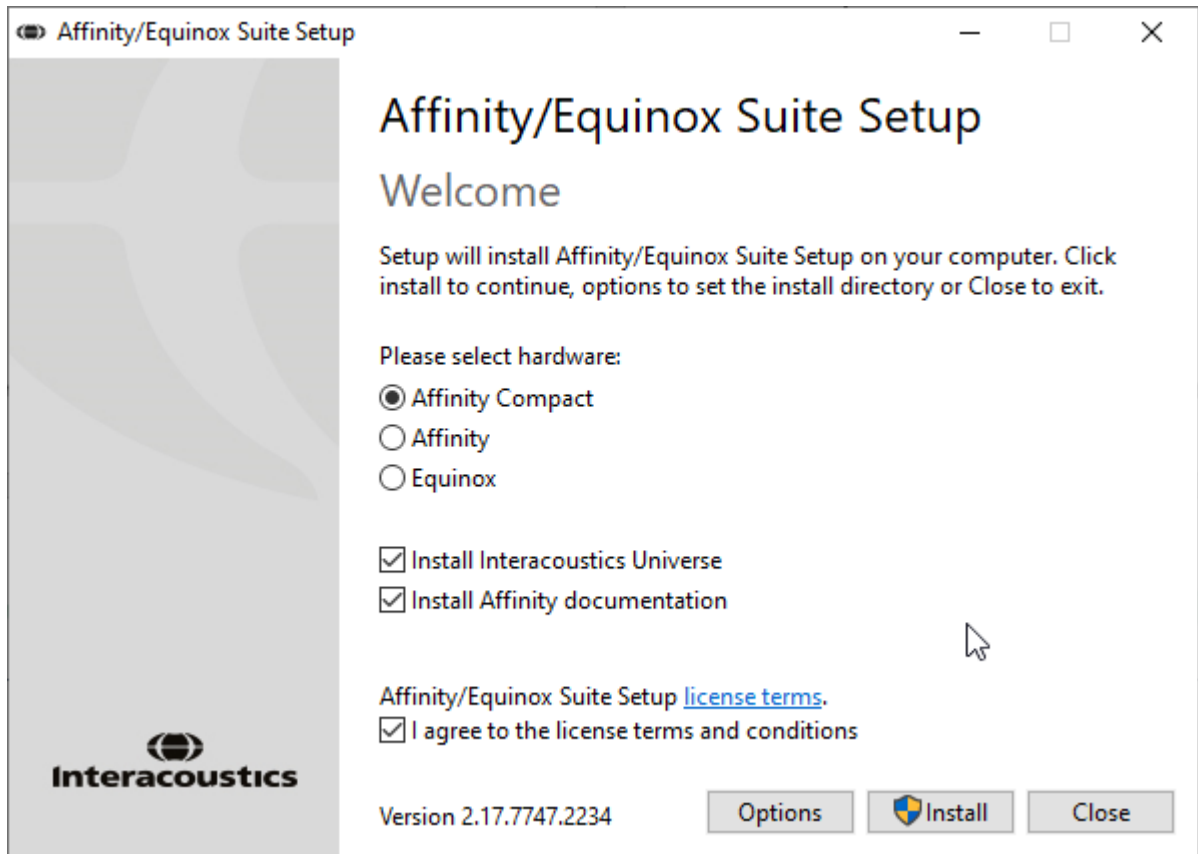 Affinity/Equinox Suite Setup
Affinity/Equinox Suite Setup
Welcome
Setup will install Affinity/Equinox Suite Setup on your computer. Click
install to continue, options to set the install directory or Close to exit.
Please select hardware:
Affinity Compact
Affinity
Equinox
Install Interacoustics Universe
Install Affinity documentation
Affinity/Equinox Suite Setup license terms.
I agree to the license terms and conditions
Interacoustics
Version 2.17.7747.2234
Options
Install
Close